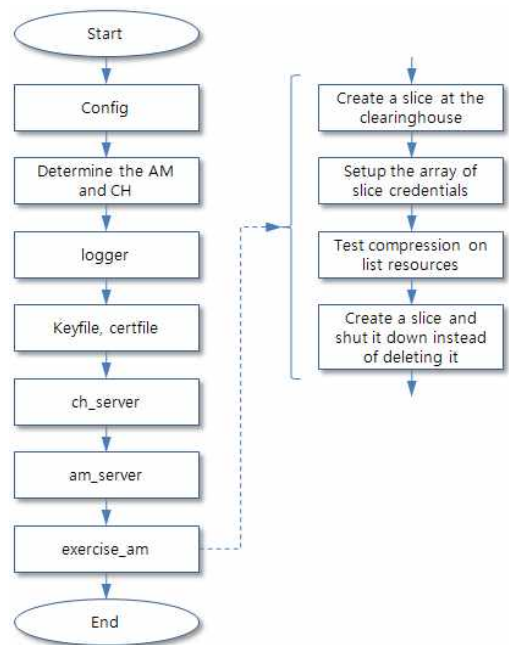 Start
Config
Determine the AM
and CH
logger
Keyfile, certfile
ch_server
am_server
exercise_am
End
Create a slice at the
clearinghouse
Setup the array of
slice credentials
Test compression on
list resources
Create a slice and
shut it down instead
of deleting it